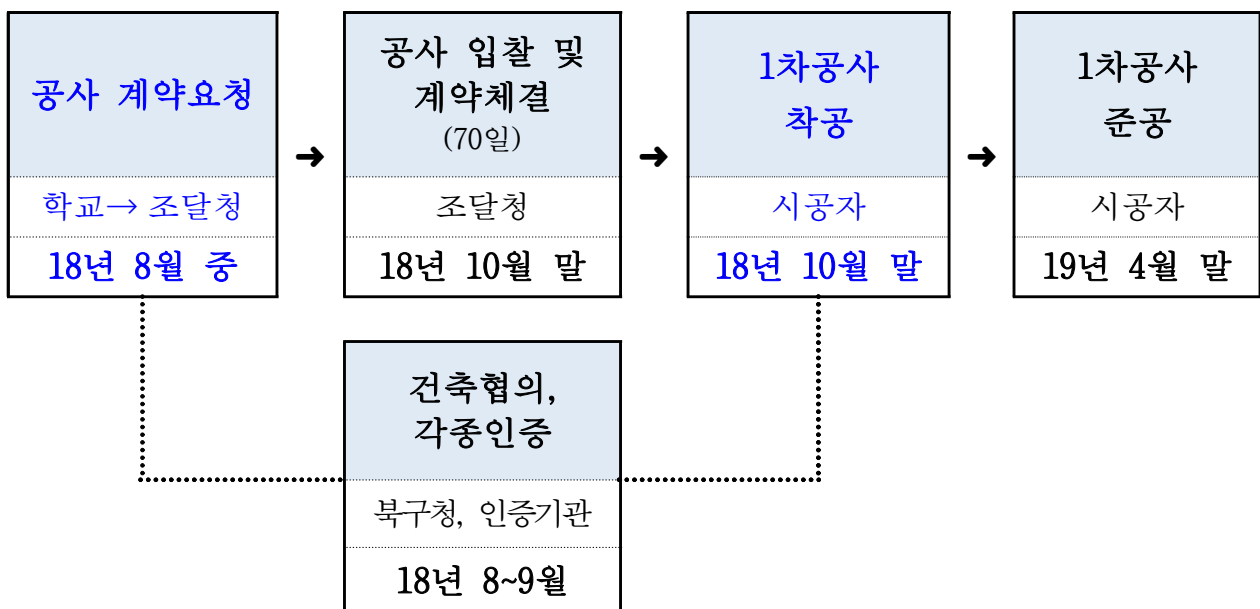 공사 계약요청
학교→ 조달청
18년 8월 중
➜
공사 입찰 및
계약체결
(70일)
조달청
18년 10월 말
➜
1차공사
착공
시공자
18년 10월 말
➜
1차공사
준공
시공자
19년 4월 말
건축협의,
각종인증
북구청, 인증기관
18년 8~9월